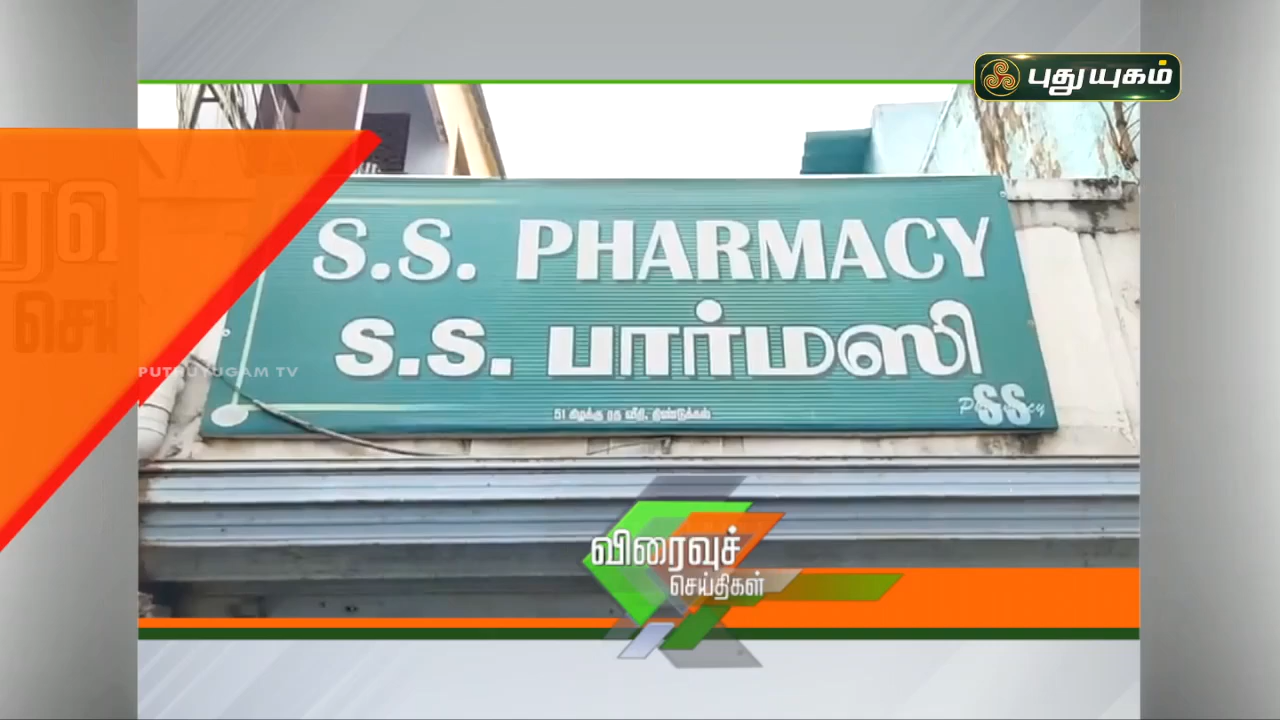 புதுயுகம்
S.S. PHARMACY
S.S. பார்மஸி
PUTHUYUGAM TV
51 கிழக்கு ரத வீதி, திண்டுக்கல்
SS
விரைவுச்
செய்திகள்